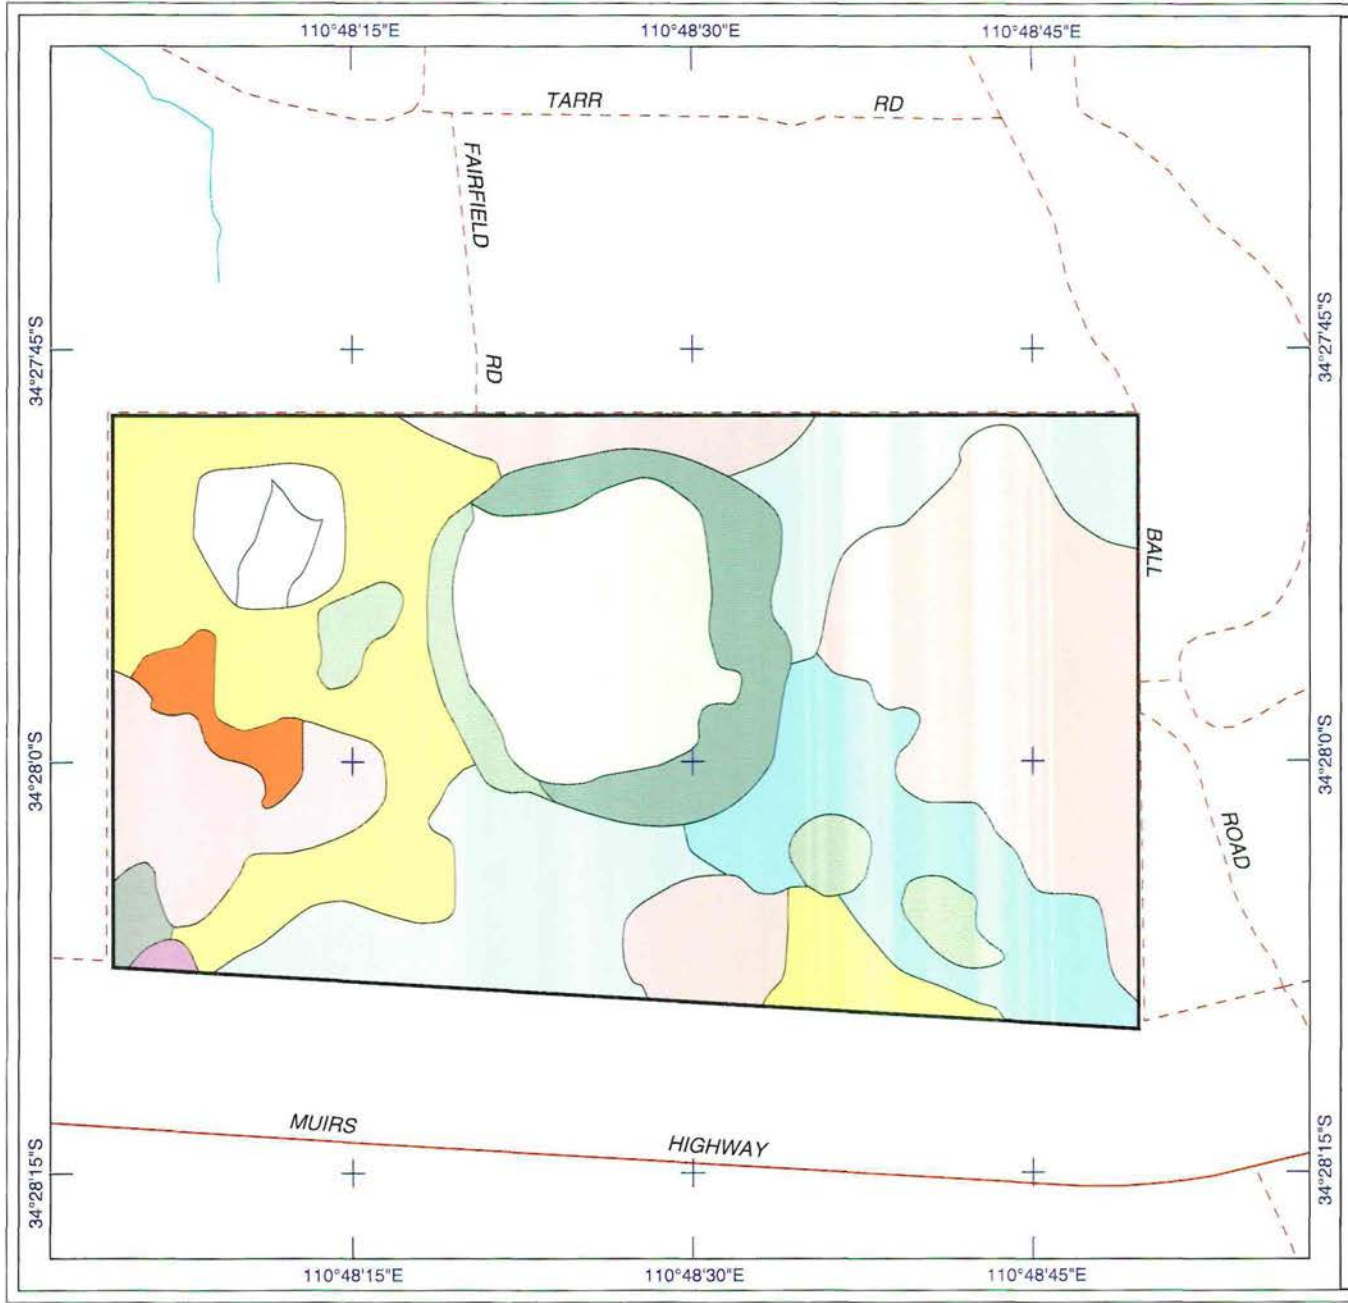 110°48'15"E 110°48'30"E 110°48'45"E
TARR RD
FAIRFIELD RD
34°27'45"S 34°27'45"S
BALL ROAD
34°28'0"S 34°28'0"S
MUIRS HIGHWAY
34°28'15"S 34°28'15"S
110°48'15"E 110°48'30"E 110°48'45"E